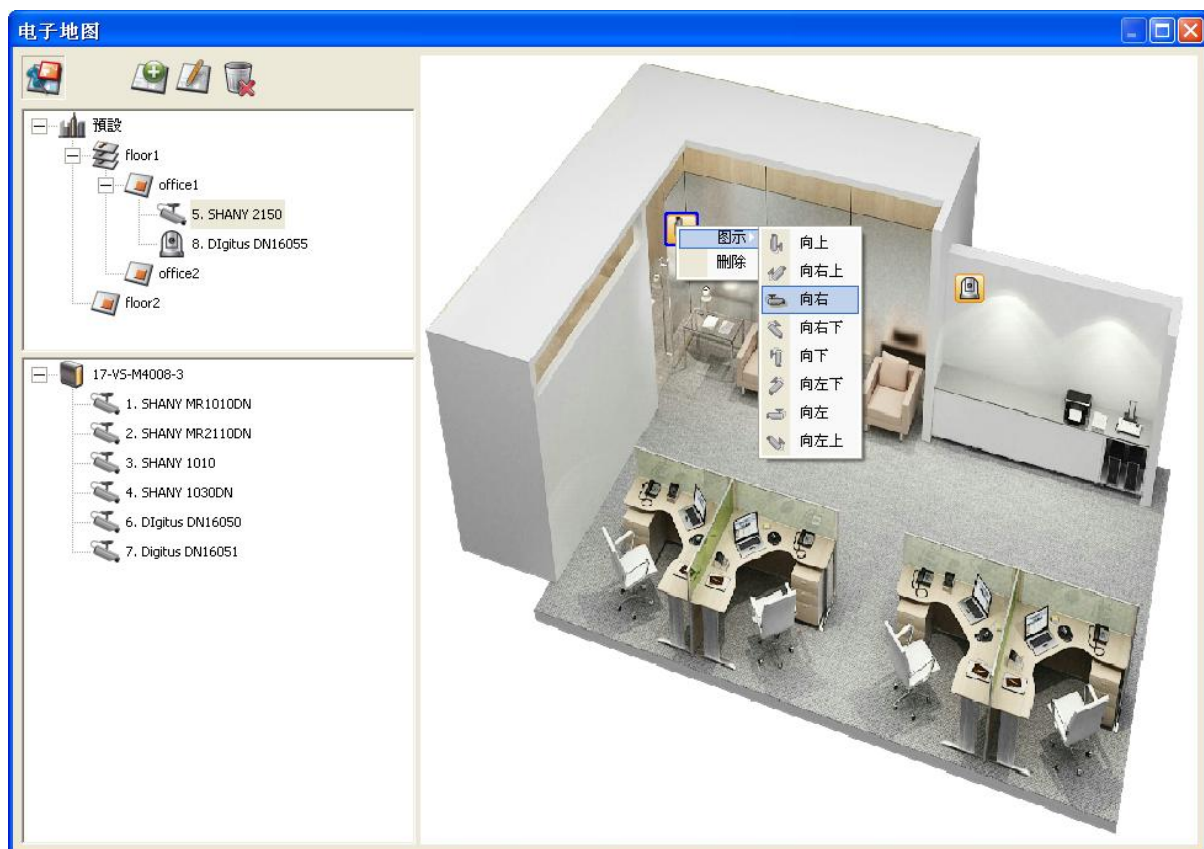 电子地图
預設
floor1
office1
5. SHANY 2150
8. DIgitus DN16055
office2
floor2
17-VS-M4008-3
1. SHANY MR1010DN
2. SHANY MR2110DN
3. SHANY 1010
4. SHANY 1030DN
6. DIgitus DN16050
7. Digitus DN16051
图示
删除
向上
向右上
向右
向右下
向下
向左下
向左
向左上